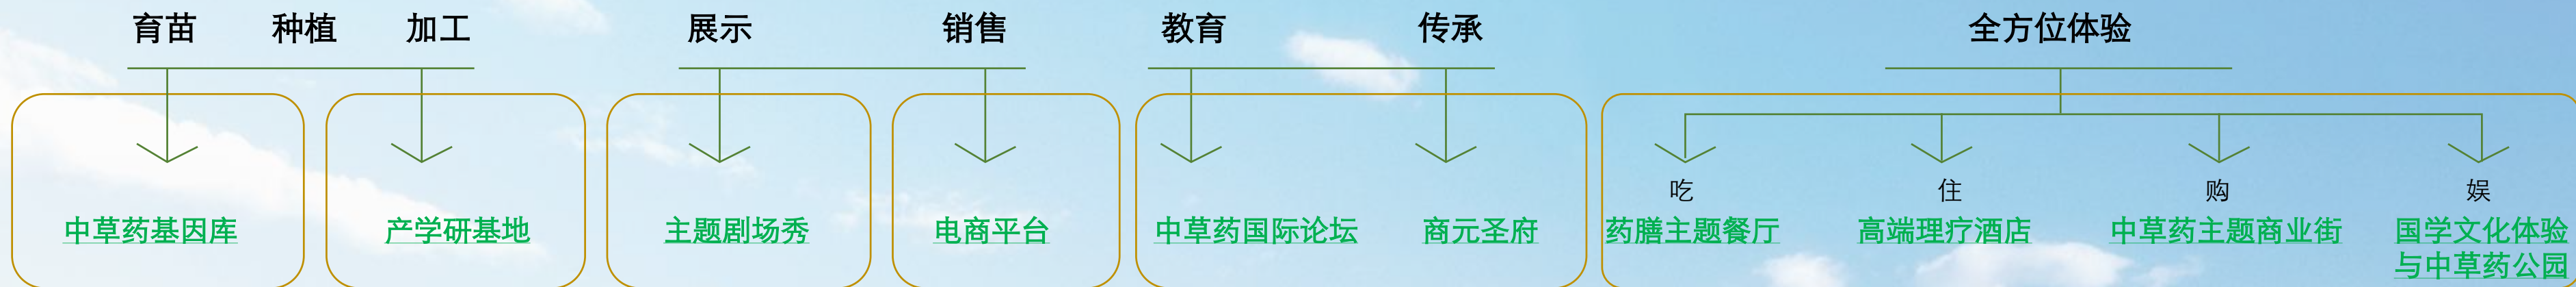 育苗 种植 加工 展示 销售 教育 传承 全方位体验
吃 住 购 娱
中草药基因库 产学研基地 主题剧场秀 电商平台 中草药国际论坛 商元圣府 药膳主题餐厅 高端理疗酒店 中草药主题商业街 国学文化体验
与中草药公园